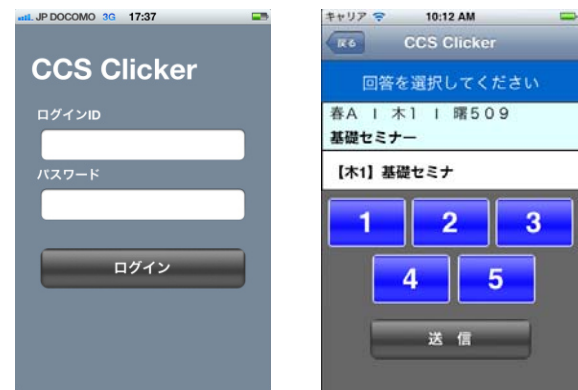 JP DOCOMO 3G 17:37
CCS Clicker
ログインID
パスワード
ログイン
キャリア 10:12 AM
戻る CCS Clicker
回答を選択してください
春A | 木1 | 曙509
基礎セミナー
【木1】基礎セミナ
1 2 3
4 5
送 信